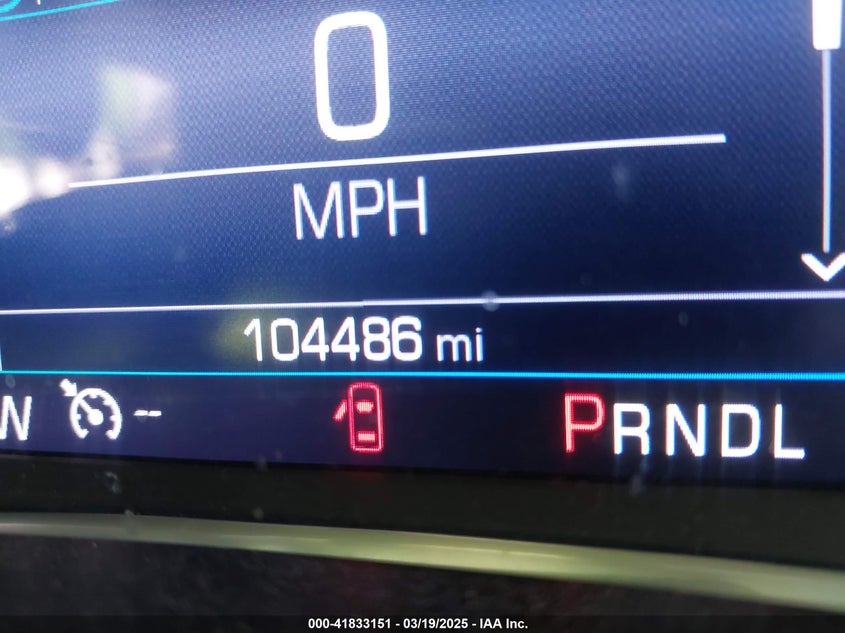 0
MPH
104486 mi
--
PRNDL
000-41833151 - 03/19/2025 - IAA Inc.